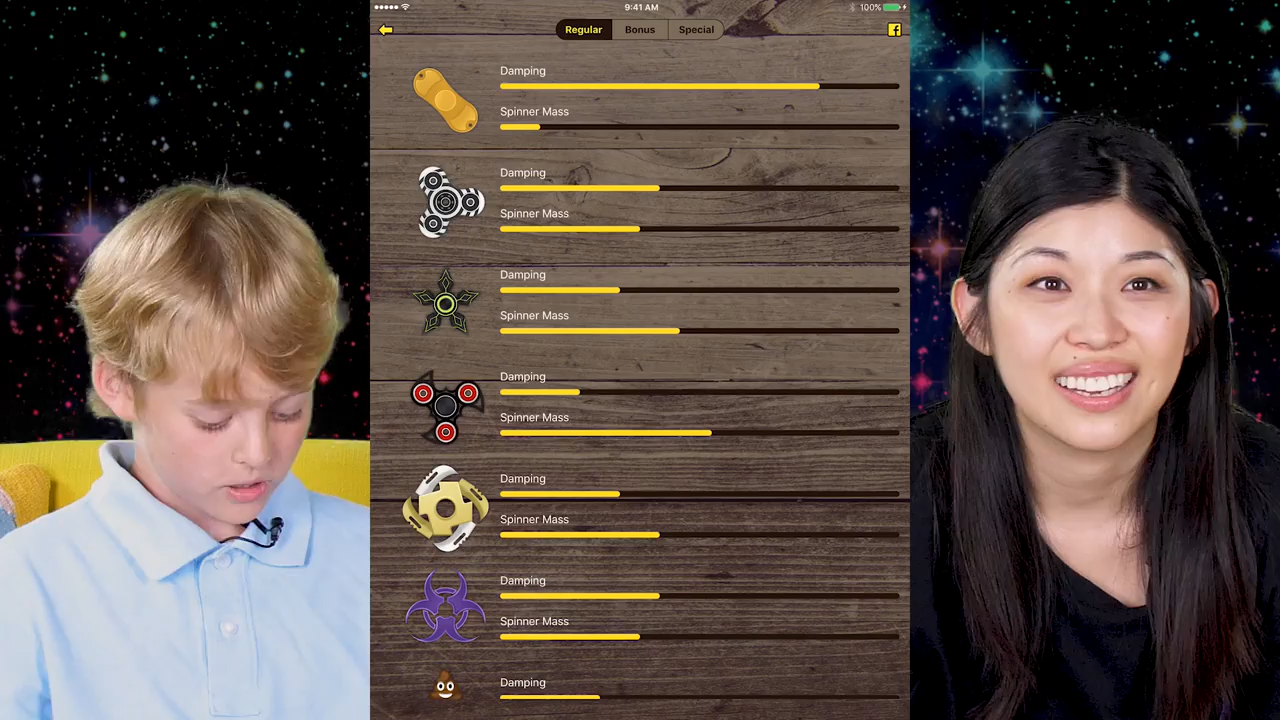 9:41 AM
100%
Regular
Bonus
Special
Damping
Spinner Mass
Damping
Spinner Mass
Damping
Spinner Mass
Damping
Spinner Mass
Damping
Spinner Mass
Damping
Spinner Mass
Damping